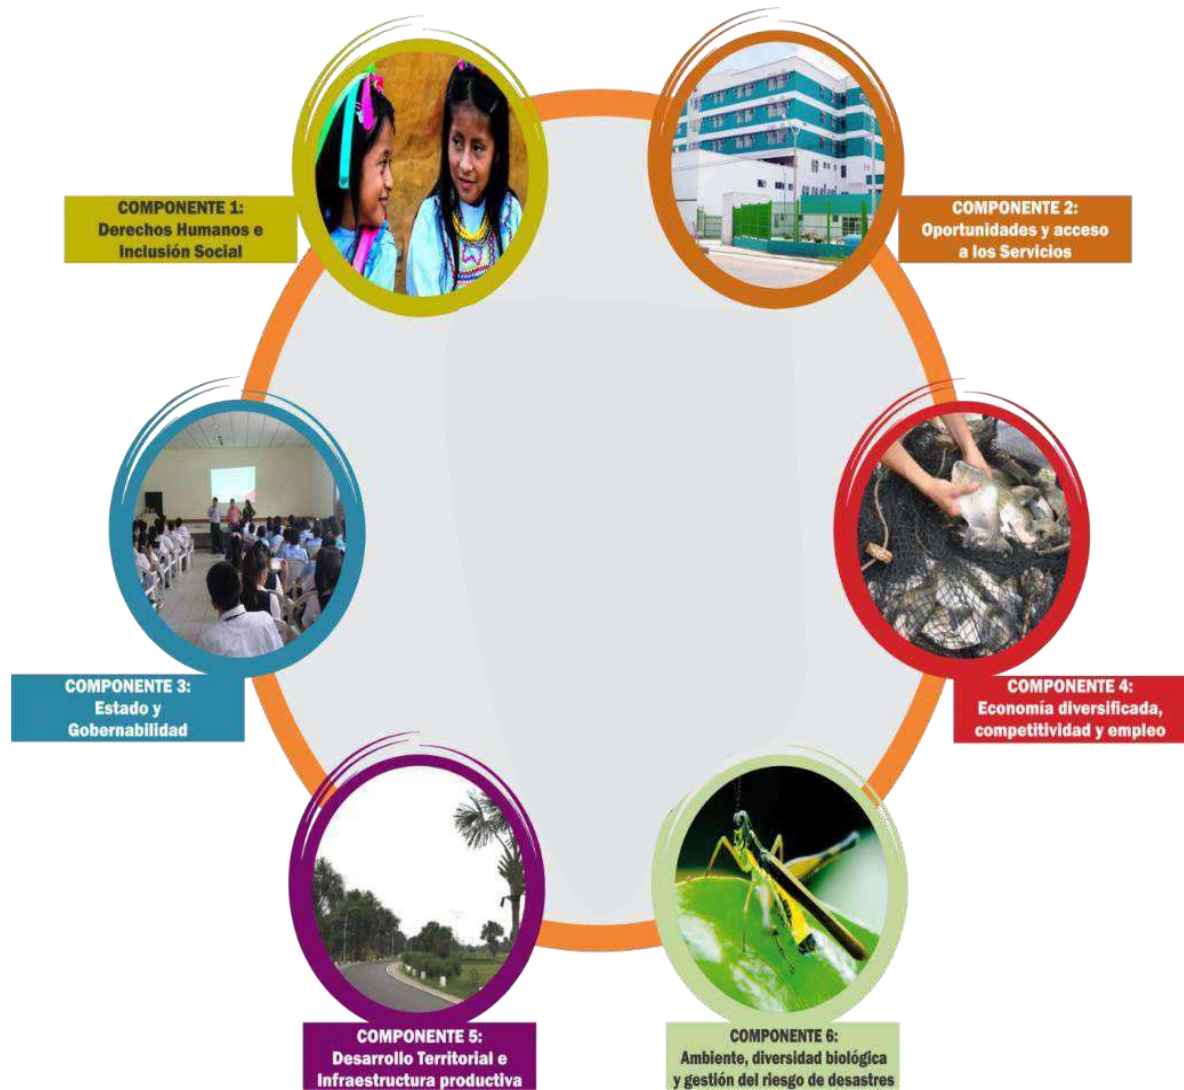 COMPONENTE 1:
Derechos Humanos e
Inclusión Social
COMPONENTE 2:
Oportunidades y acceso
a los Servicios
COMPONENTE 3:
Estado y
Gobernabilidad
COMPONENTE 4:
Economía diversificada,
competitividad y empleo
COMPONENTE 5:
Desarrollo Territorial e
Infraestructura productiva
COMPONENTE 6:
Ambiente, diversidad biológica
y gestión del riesgo de desastres